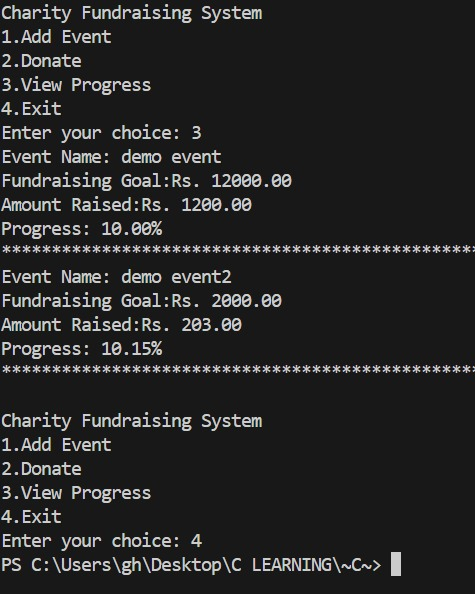 Charity Fundraising System
1.Add Event
2.Donate
3.View Progress
4.Exit
Enter your choice: 3
Event Name: demo event
Fundraising Goal:Rs. 12000.00
Amount Raised:Rs. 1200.00
Progress: 10.00%
************************************************
Event Name: demo event2
Fundraising Goal:Rs. 2000.00
Amount Raised:Rs. 203.00
Progress: 10.15%
************************************************
Charity Fundraising System
1.Add Event
2.Donate
3.View Progress
4.Exit
Enter your choice: 4
PS C:\Users\gh\Desktop\C LEARNING\~C~>